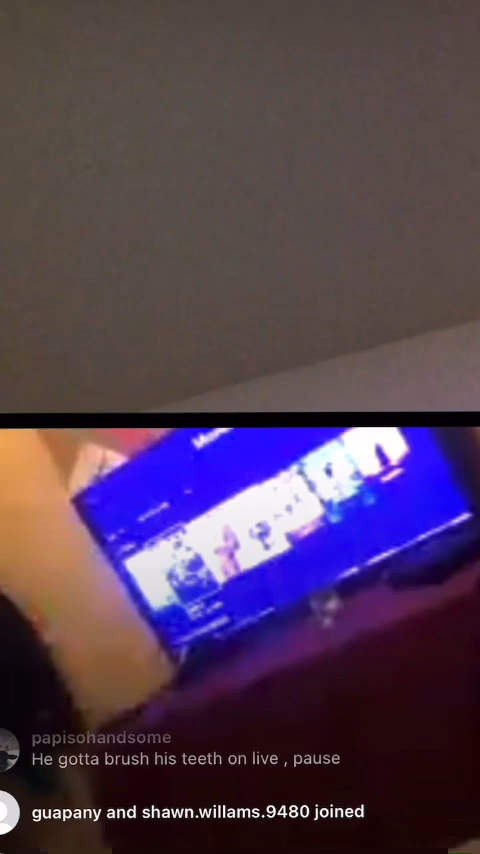 papisohandsome
He gotta brush his teeth on live , pause
guapany and shawn.willams.9480 joined